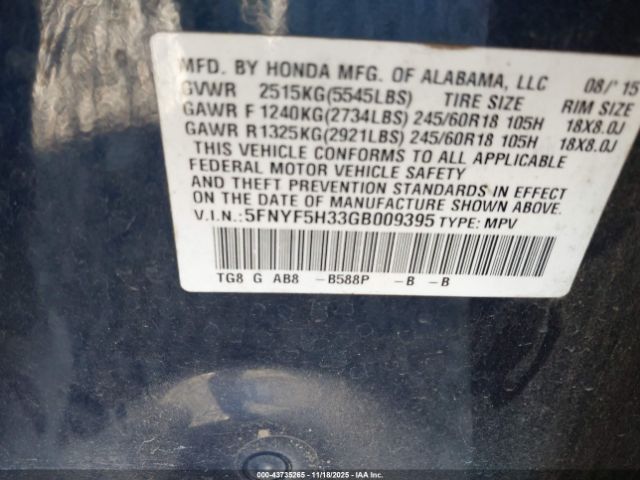 MFD. BY HONDA MFG. OF ALABAMA, LLC 08/'15
GVWR 2515KG(5545LBS) TIRE SIZE RIM SIZE
GAWR F 1240KG(2734LBS) 245/60R18 105H 18X8.0J
GAWR R1325KG(2921LBS) 245/60R18 105H 18X8.0J
THIS VEHICLE CONFORMS TO ALL APPLICABLE
FEDERAL MOTOR VEHICLE SAFETY
AND THEFT PREVENTION STANDARDS IN EFFECT
ON THE DATE OF MANUFACTURE SHOWN ABOVE.
V.I.N.:5FNYF5H33GB009395 TYPE: MPV
TG8 G AB8 -B588P -B -B
000-43735265 - 11/18/2025 - IAAI.COM